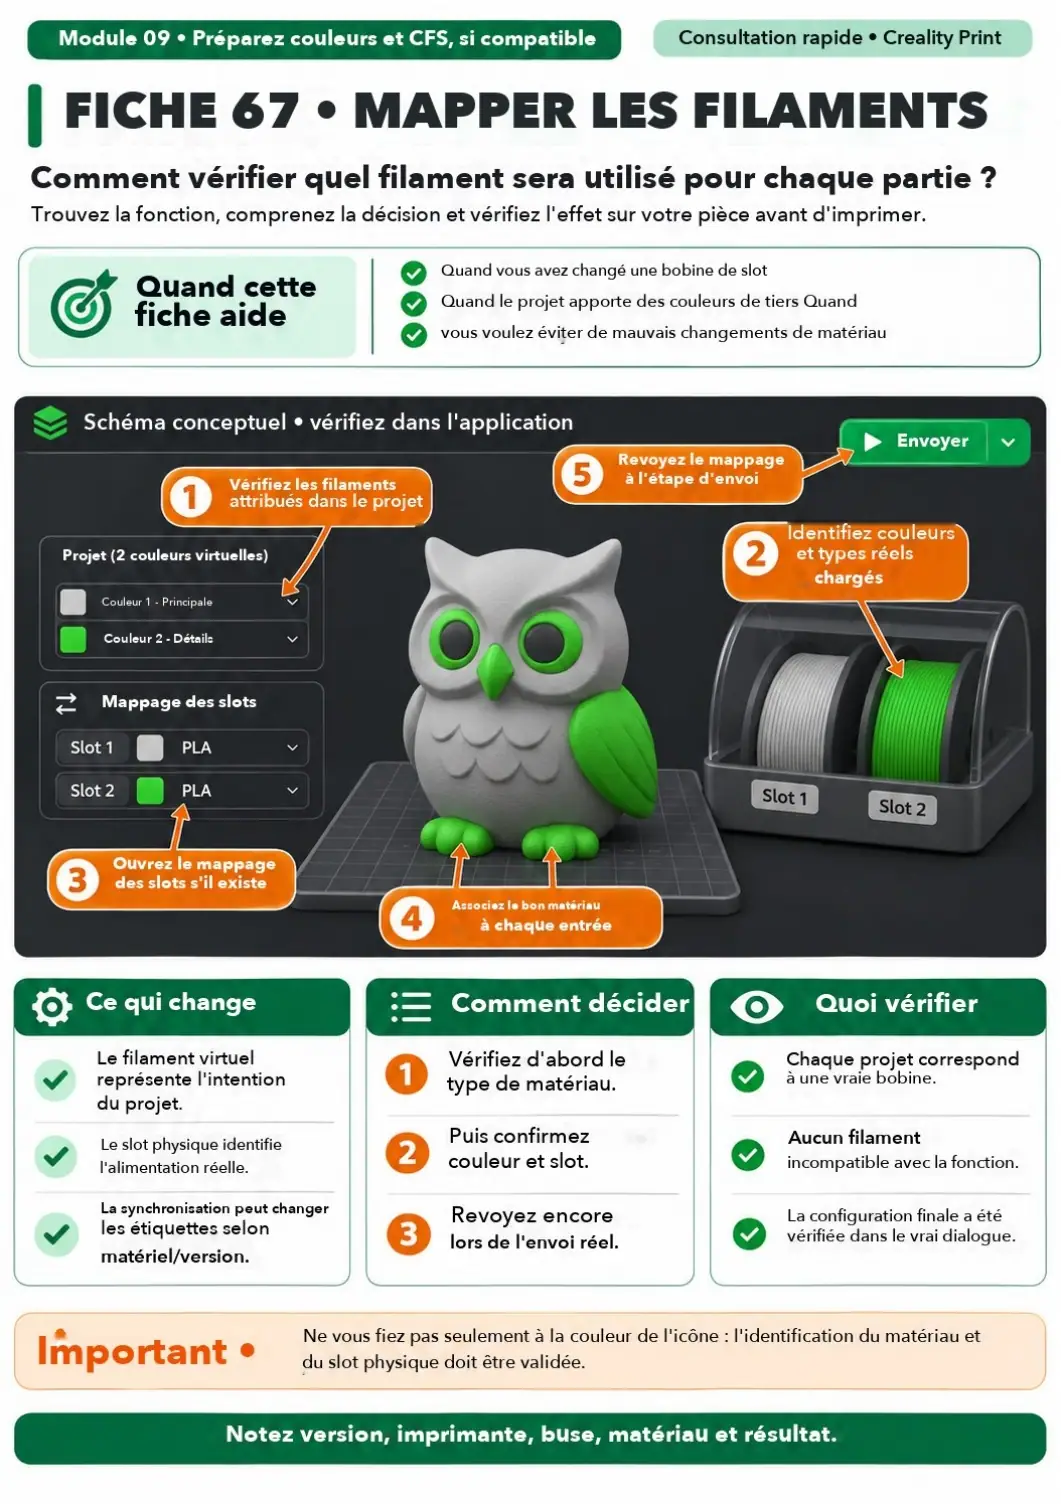 Module 09 • Préparez couleurs et CFS, si compatible
Consultation rapide • Creality Print
FICHE 67 • MAPPER LES FILAMENTS
Comment vérifier quel filament sera utilisé pour chaque partie ?
Trouvez la fonction, comprenez la décision et vérifiez l'effet sur votre pièce avant d'imprimer.
Quand cette
fiche aide
Quand vous avez changé une bobine de slot
Quand le projet apporte des couleurs de tiers Quand
vous voulez éviter de mauvais changements de matériau
Schéma conceptuel • vérifiez dans l'application
Envoyer
5
Revoyez le mappage
à l'étape d'envoi
1
Vérifiez les filaments
attribués dans le projet
2
Identifiez couleurs
et types réels
chargés
Projet (2 couleurs virtuelles)
Couleur 1 - Principale
Couleur 2 - Détails
Mappage des slots
Slot 1 PLA
Slot 2 PLA
Slot 1
Slot 2
3
Ouvrez le mappage
des slots s'il existe
4
Associez le bon matériau
à chaque entrée
Ce qui change
Le filament virtuel
représente l'intention
du projet.
Le slot physique identifie
l'alimentation réelle.
La synchronisation peut changer
les étiquettes selon
matériel/version.
Comment décider
1
Vérifiez d'abord le
type de matériau.
2
Puis confirmez
couleur et slot.
3
Revoyez encore
lors de l'envoi réel.
Quoi vérifier
Chaque projet correspond
à une vraie bobine.
Aucun filament
incompatible avec la fonction.
La configuration finale a été
vérifiée dans le vrai dialogue.
Important •
Ne vous fiez pas seulement à la couleur de l'icône : l'identification du matériau et
du slot physique doit être validée.
Notez version, imprimante, buse, matériau et résultat.